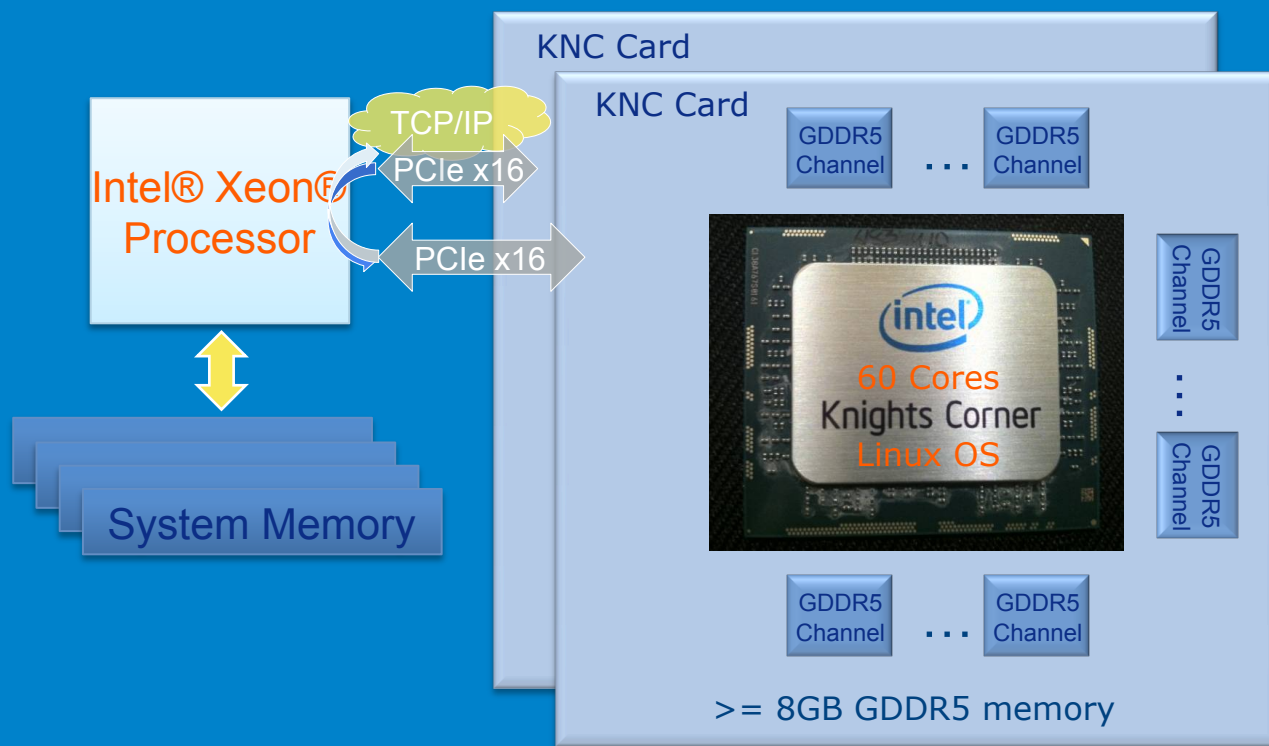 KNC Card
KNC Card
TCP/IP
PCIe x16
PCIe x16
Intel® Xeon®
Processor
System Memory
GDDR5
Channel
...
GDDR5
Channel
GDDR5
Channel
...
GDDR5
Channel
intel
60 Cores
Knights Corner
Linux OS
GDDR5
Channel
...
GDDR5
Channel
>= 8GB GDDR5 memory